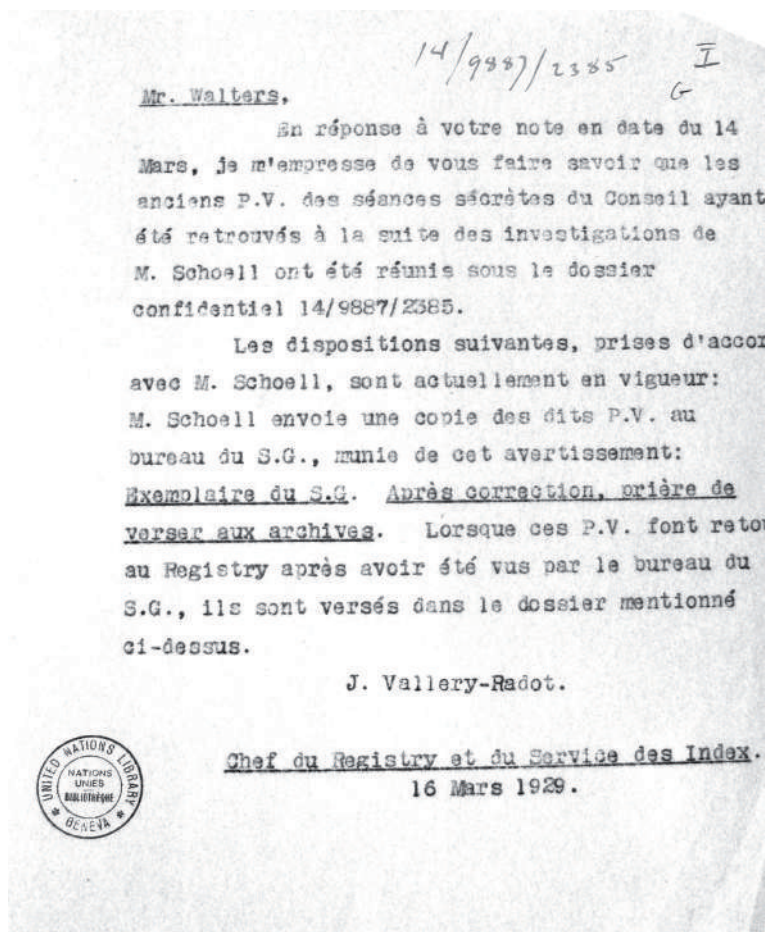 14/9887/2385 I
G
Mr. Walters,
En réponse à votre note en date du 14
Mars, je m'empresse de vous faire savoir que les
anciens P.V. des séances sécrètes du Conseil ayant
été retrouvés à la suite des investigations de
M. Schoell ont été réunis sous le dossier
confidentiel 14/9887/2385.
Les dispositions suivantes, prises d'accor
avec M. Schoell, sont actuellement en vigueur:
M. Schoell envoie une copie des dits P.V. au
bureau du S.G., munie de cet avertissement:
Exemplaire du S.G. Après correction, prière de
verser aux archives. Lorsque ces P.V. font retou
au Registry après avoir été vus par le bureau du
S.G., ils sont versés dans le dossier mentionné
ci-dessus.
J. Vallery-Radot.
Chef du Registry et du Service des Index.
16 Mars 1929.
UNITED NATIONS LIBRARY
NATIONS
UNIES
BIBLIOTHÈQUE
GENEVA